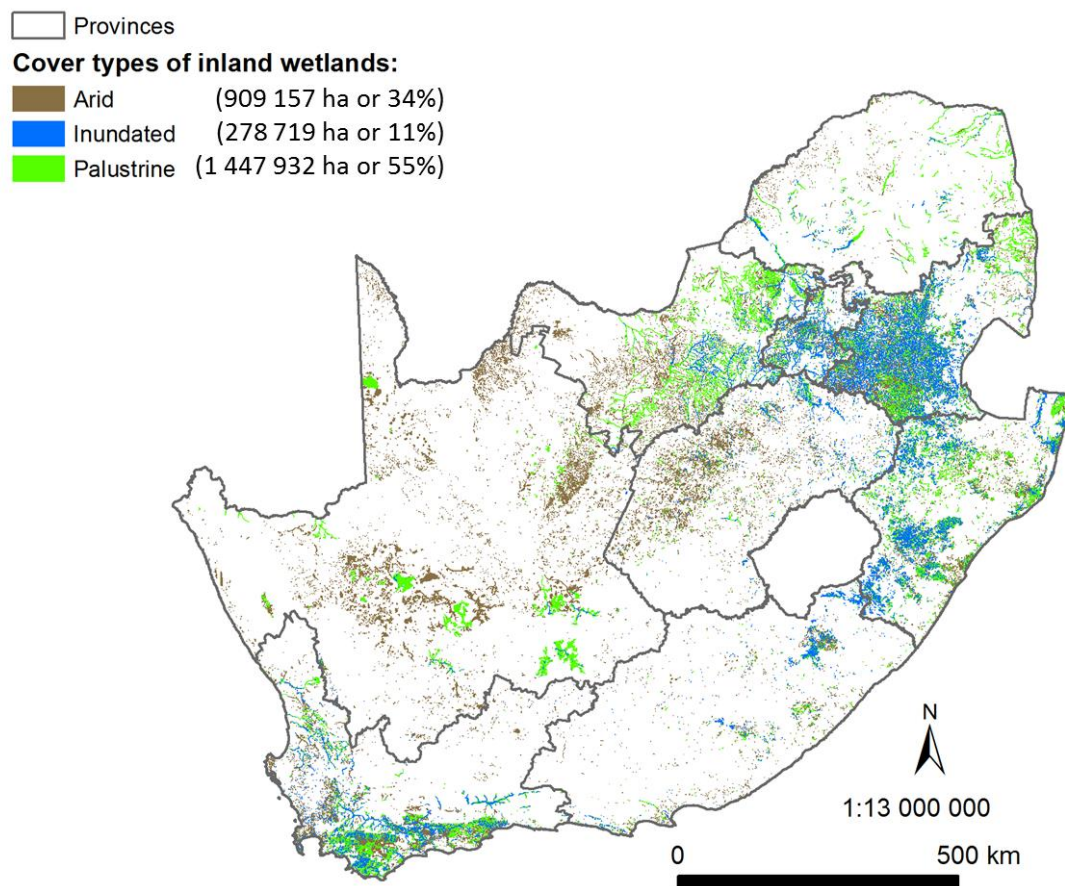 Provinces
Cover types of inland wetlands:
Arid (909 157 ha or 34%)
Inundated (278 719 ha or 11%)
Palustrine (1 447 932 ha or 55%)
N
1:13 000 000
0 500 km